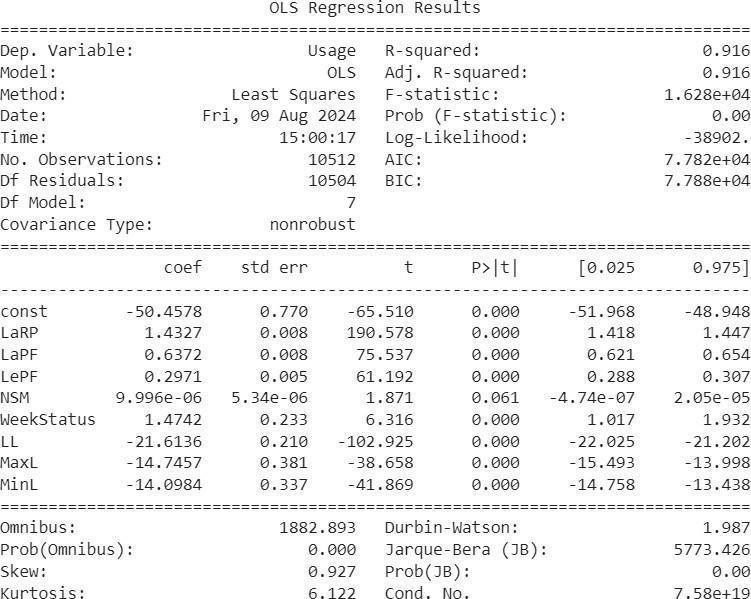 OLS Regression Results
==============================================================================
Dep. Variable:                  Usage   R-squared:                       0.916
Model:                            OLS   Adj. R-squared:                  0.916
Method:                 Least Squares   F-statistic:                 1.628e+04
Date:                Fri, 09 Aug 2024   Prob (F-statistic):               0.00
Time:                        15:00:17   Log-Likelihood:                -38902.
No. Observations:               10512   AIC:                         7.782e+04
Df Residuals:                   10504   BIC:                         7.788e+04
Df Model:                           7
Covariance Type:            nonrobust
==============================================================================
                 coef    std err          t      P>|t|      [0.025      0.975]
------------------------------------------------------------------------------
const        -50.4578      0.770    -65.510      0.000     -51.968     -48.948
LaRP           1.4327      0.008    190.578      0.000       1.418       1.447
LaPF           0.6372      0.008     75.537      0.000       0.621       0.654
LePF           0.2971      0.005     61.192      0.000       0.288       0.307
NSM         9.996e-06   5.34e-06      1.871      0.061   -4.74e-07    2.05e-05
WeekStatus     1.4742      0.233      6.316      0.000       1.017       1.932
LL           -21.6136      0.210   -102.925      0.000     -22.025     -21.202
MaxL         -14.7457      0.381    -38.658      0.000     -15.493     -13.998
MinL         -14.0984      0.337    -41.869      0.000     -14.758     -13.438
==============================================================================
Omnibus:                     1882.893   Durbin-Watson:                   1.987
Prob(Omnibus):                  0.000   Jarque-Bera (JB):             5773.426
Skew:                           0.927   Prob(JB):                         0.00
Kurtosis:                       6.122   Cond. No.                     7.58e+19